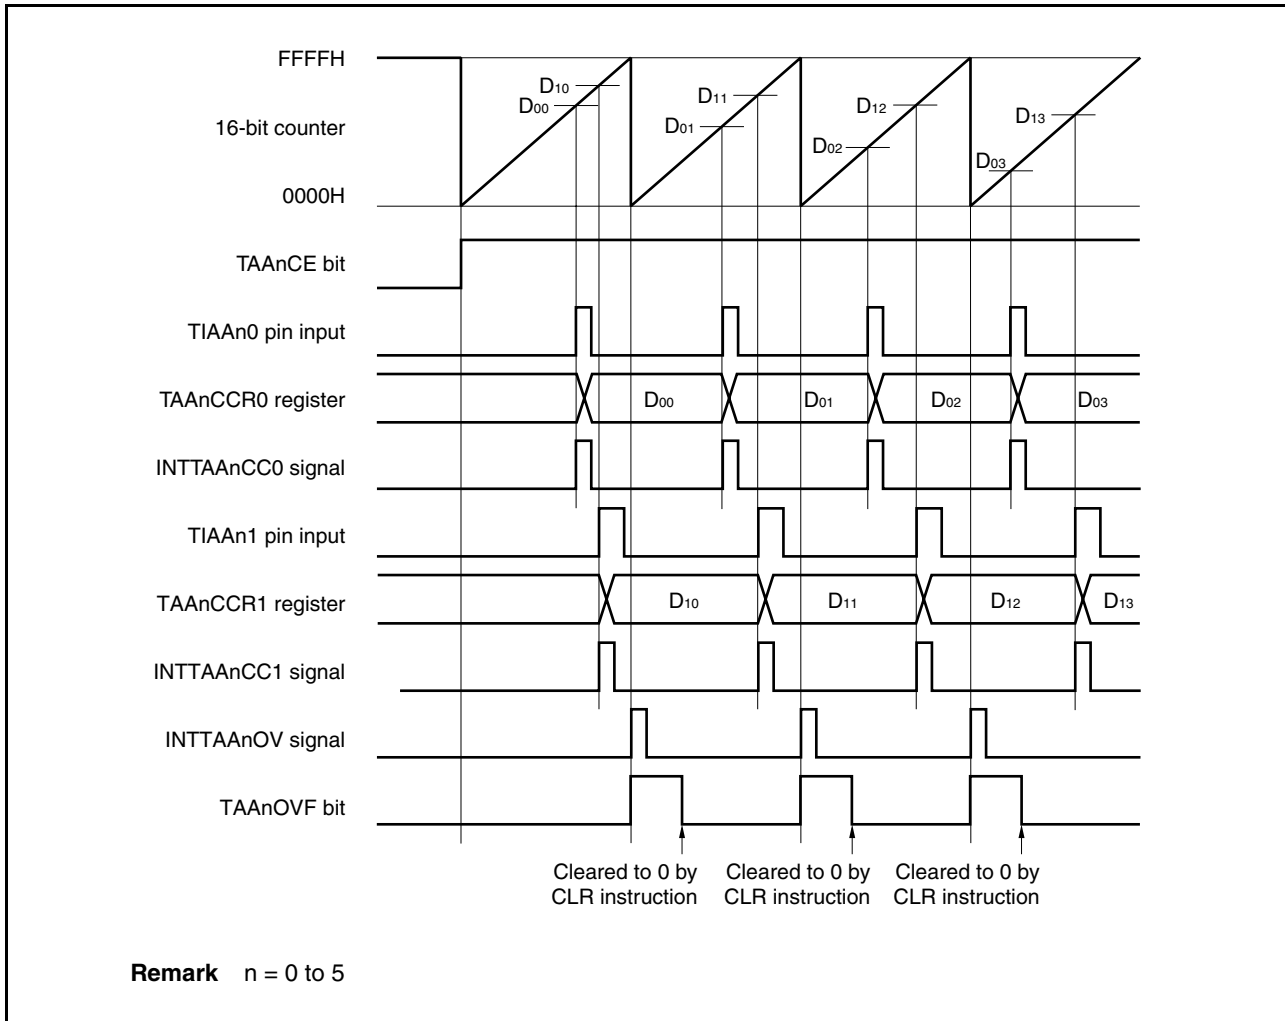 FFFFH
D10
D00
D11
D01
D12
D02
D13
D03
16-bit counter
0000H
TAAnCE bit
TIAAn0 pin input
TAAnCCR0 register
D00
D01
D02
D03
INTTAAnCC0 signal
TIAAn1 pin input
TAAnCCR1 register
D10
D11
D12
D13
INTTAAnCC1 signal
INTTAAnOV signal
TAAnOVF bit
Cleared to 0 by
CLR instruction
Cleared to 0 by
CLR instruction
Cleared to 0 by
CLR instruction
Remark n = 0 to 5